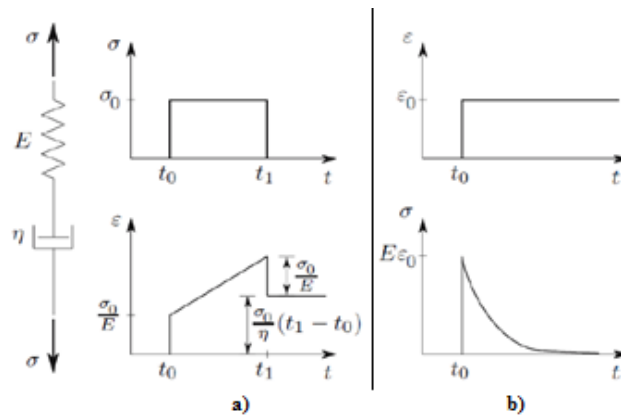 σ
E
η
σ
σ
σ₀
t₀ t₁ t
ε
σ₀/E
σ₀/E
σ₀/η (t₁ − t₀)
t₀ t₁ t
a)
ε
ε₀
t₀ t
σ
Eε₀
t₀ t
b)